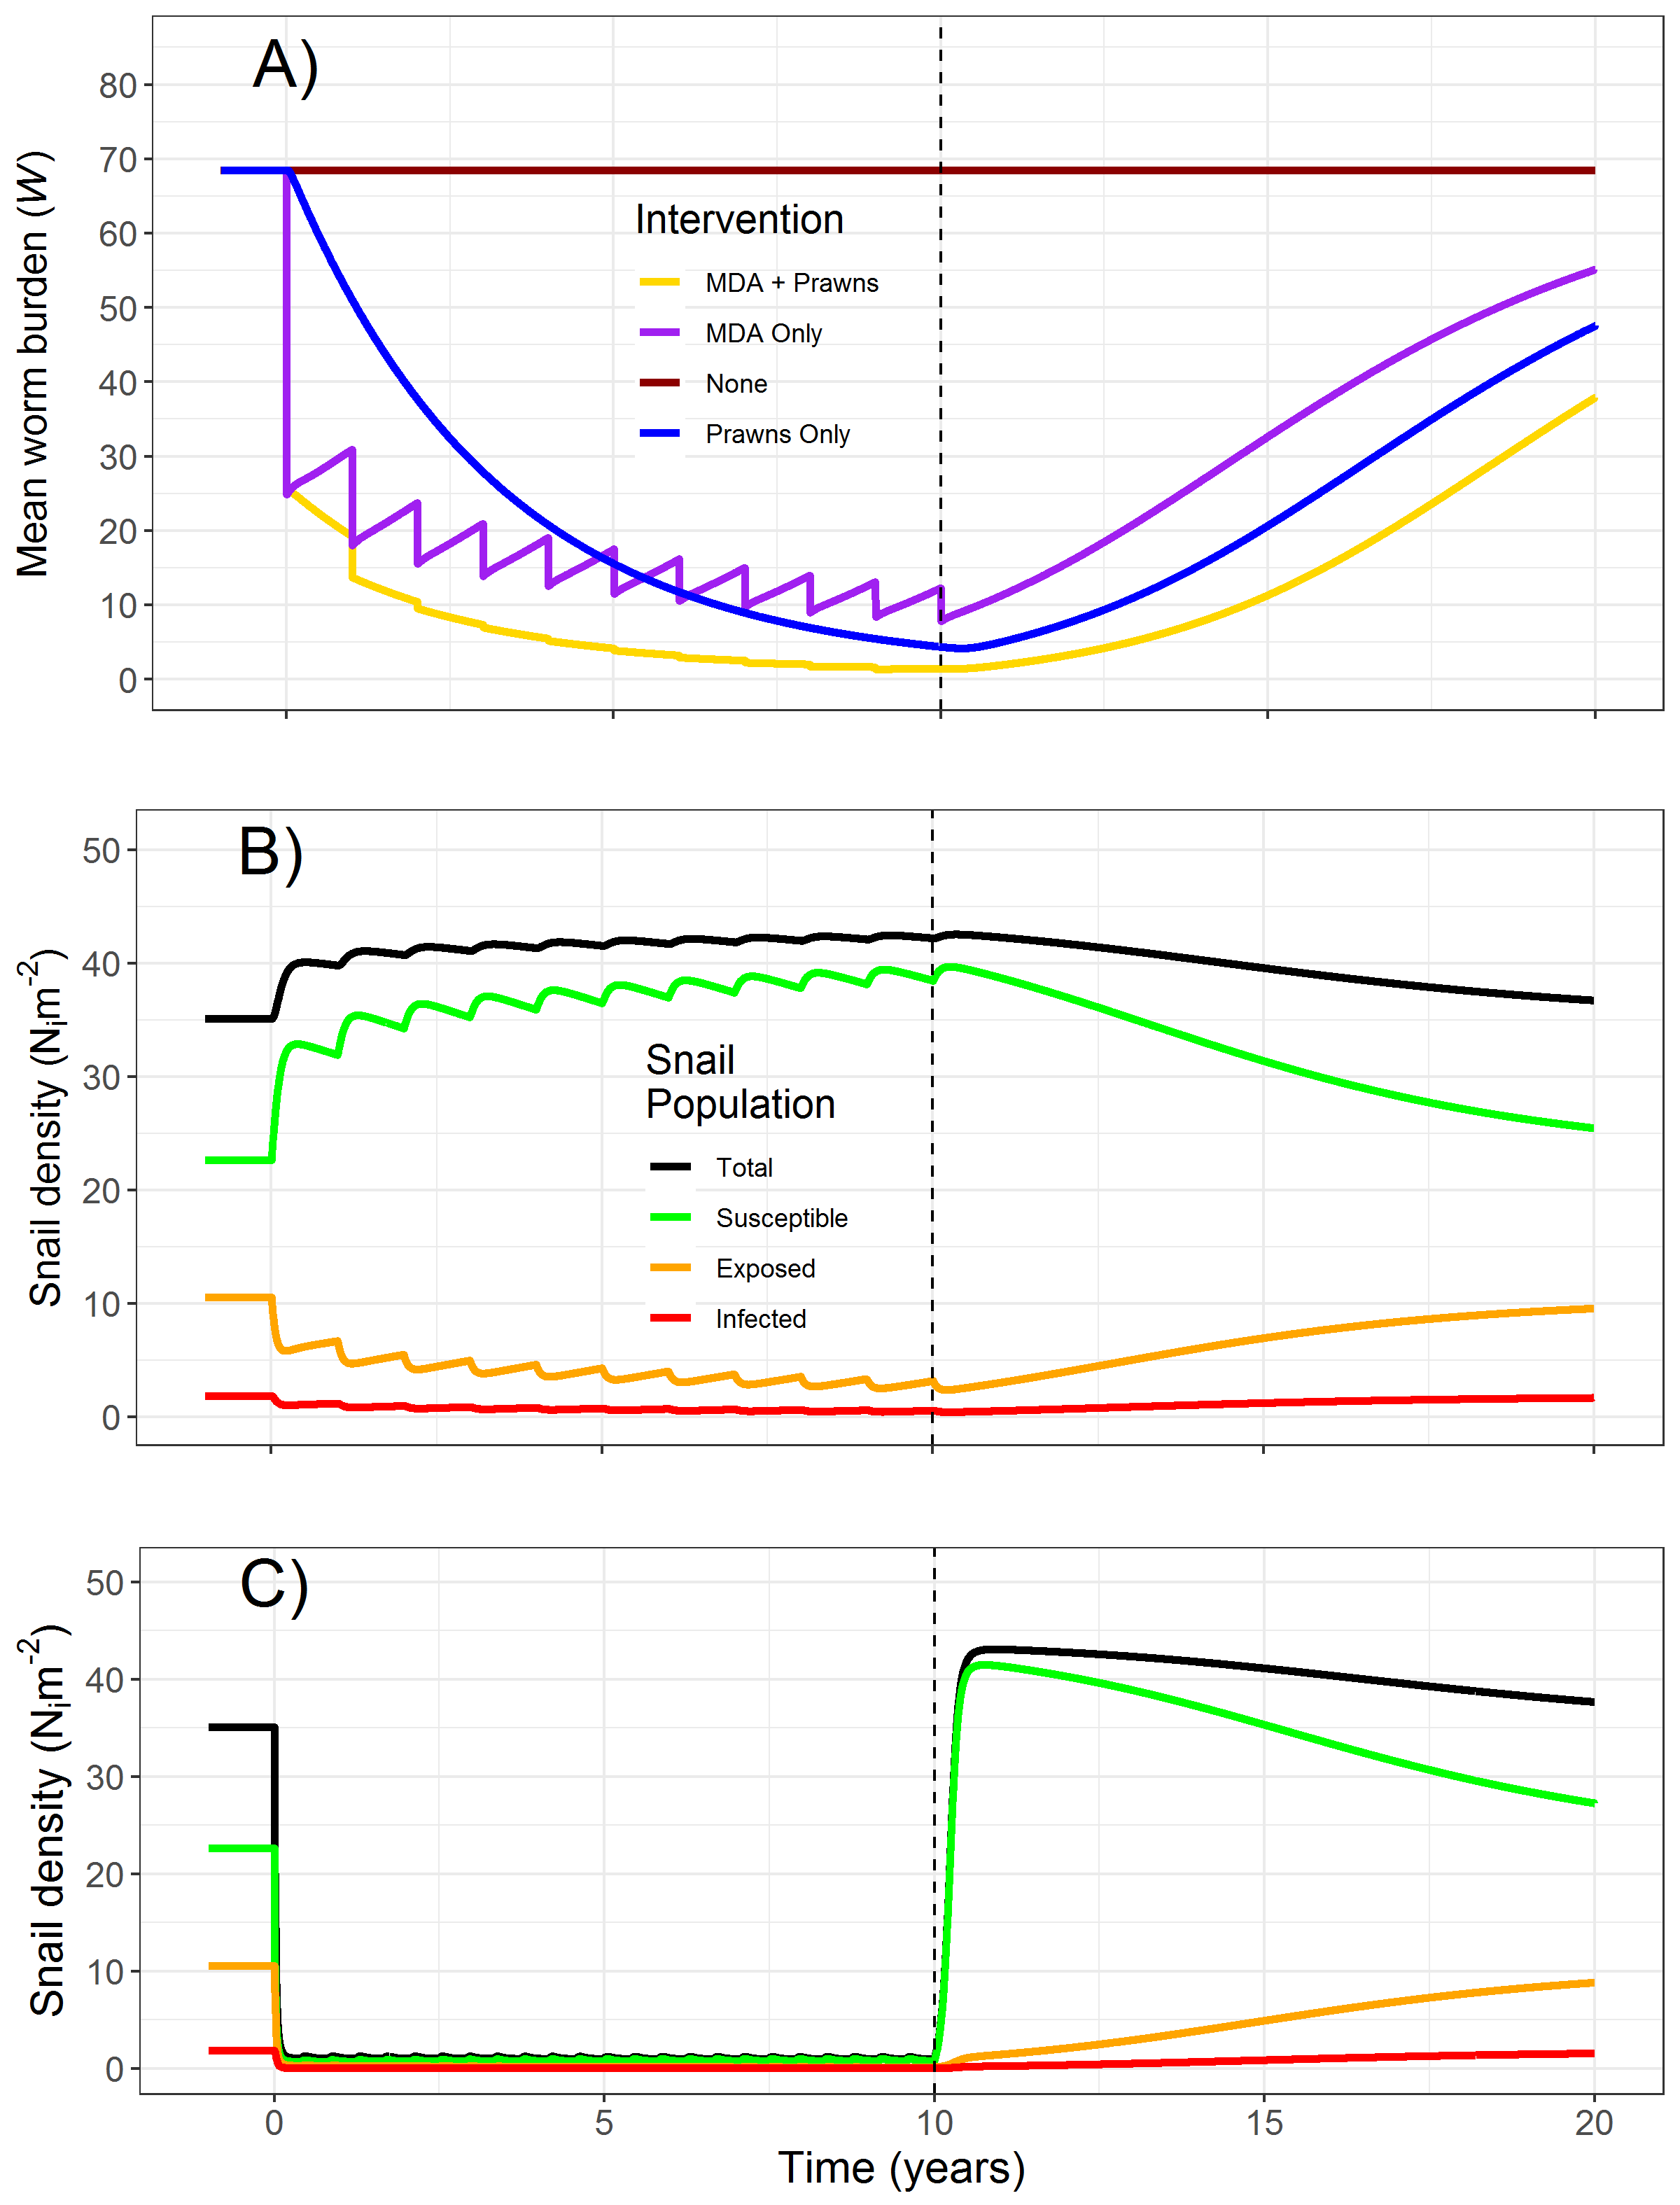 A)
80
70
60
50
40
30
20
10
0
Mean worm burden (W)
Intervention
MDA + Prawns
MDA Only
None
Prawns Only
B)
50
40
30
20
10
0
Snail density (Nᵢm⁻²)
Snail
Population
Total
Susceptible
Exposed
Infected
C)
50
40
30
20
10
0
Snail density (Nᵢm⁻²)
0 5 10 15 20
Time (years)